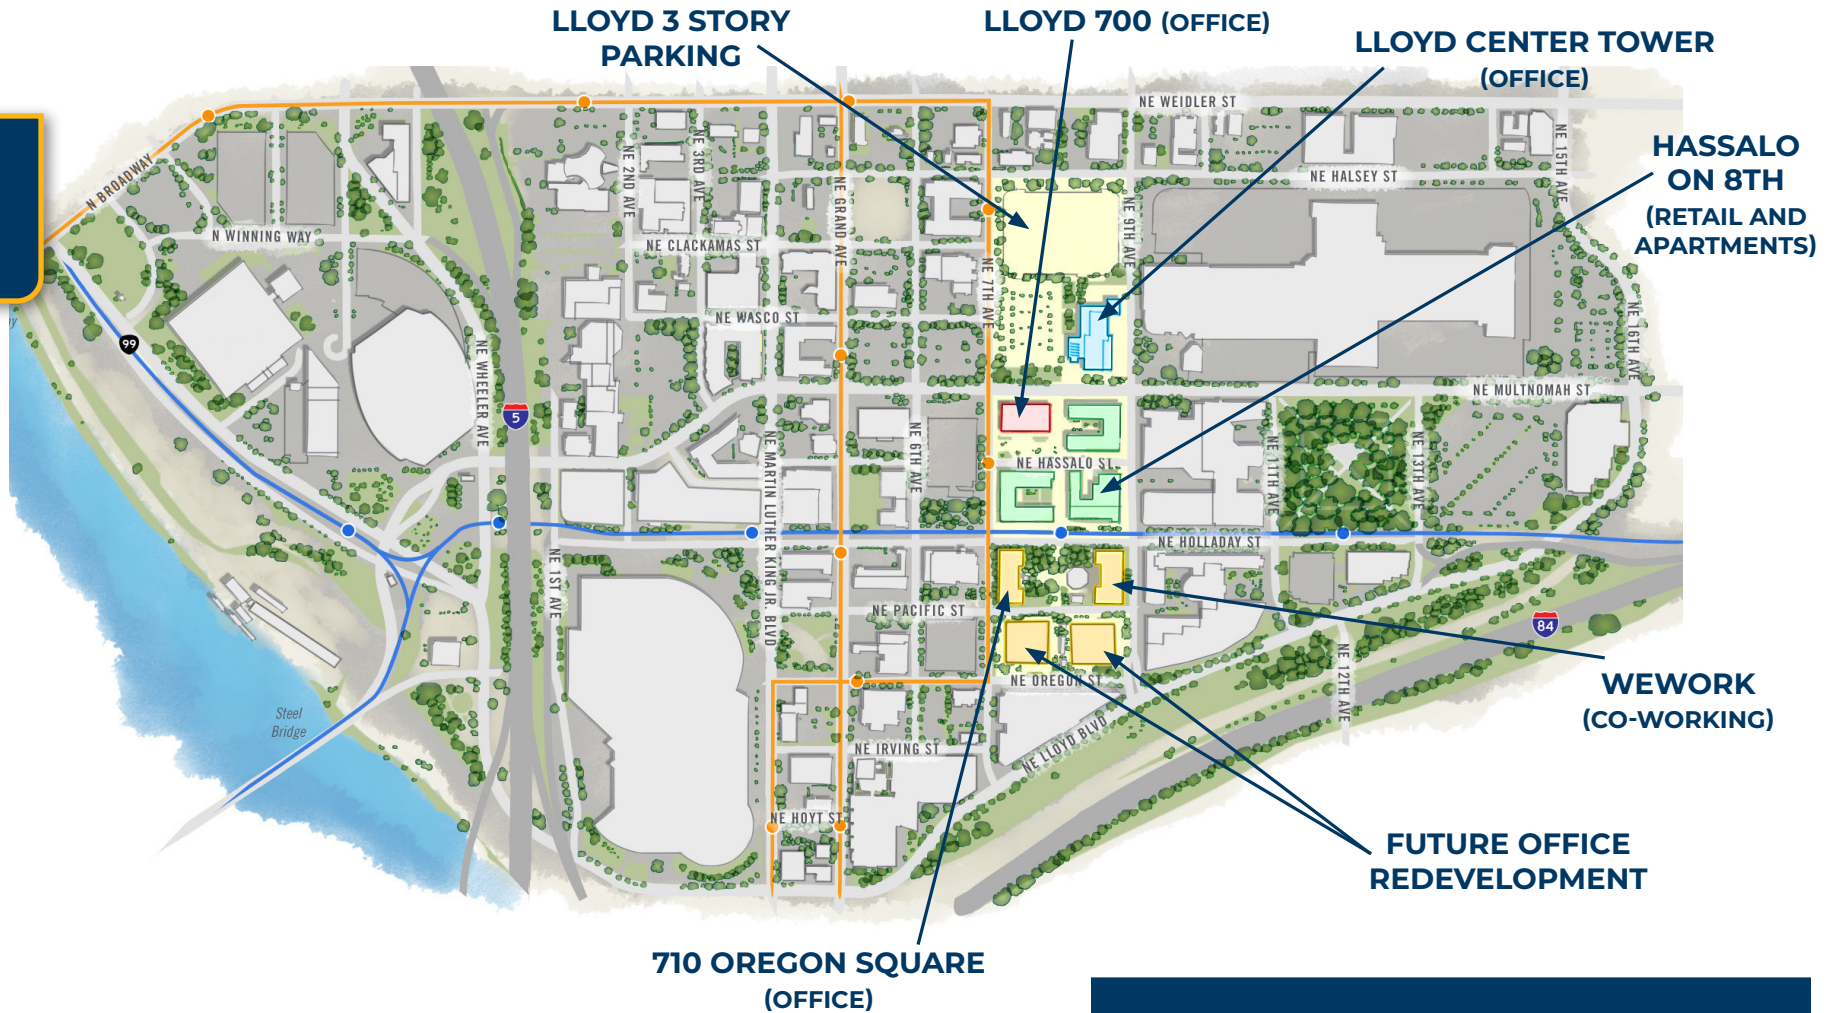 LLOYD 3 STORY
PARKING
LLOYD 700 (OFFICE)
LLOYD CENTER TOWER
(OFFICE)
HASSALO
ON 8TH
(RETAIL AND
APARTMENTS)
NE WEIDLER ST
NE HALSEY ST
NE 15TH AVE
N BROADWAY
N WINNING WAY
NE 2ND AVE
NE 3RD AVE
NE CLACKAMAS ST
NE GRAND AVE
NE 7TH AVE
NE 9TH AVE
NE WASCO ST
NE 16TH AVE
99
NE WHEELER AVE
5
NE MULTNOMAH ST
NE MARTIN LUTHER KING JR. BLVD
NE 6TH AVE
NE HASSALO ST
NE 11TH AVE
NE 13TH AVE
NE HOLLADAY ST
NE 1ST AVE
NE PACIFIC ST
84
NE OREGON ST
NE 12TH AVE
WEWORK
(CO-WORKING)
Steel
Bridge
NE IRVING ST
NE LLOYD BLVD
NE HOYT ST
FUTURE OFFICE
REDEVELOPMENT
710 OREGON SQUARE
(OFFICE)